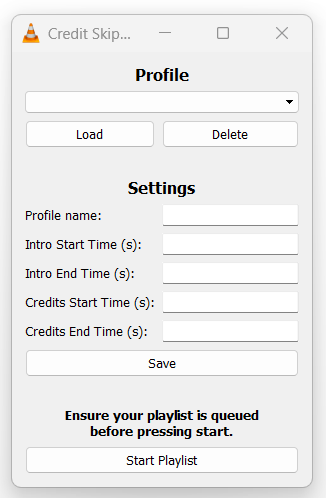 Credit Skip...
Profile
Load Delete
Settings
Profile name:
Intro Start Time (s):
Intro End Time (s):
Credits Start Time (s):
Credits End Time (s):
Save
Ensure your playlist is queued
before pressing start.
Start Playlist